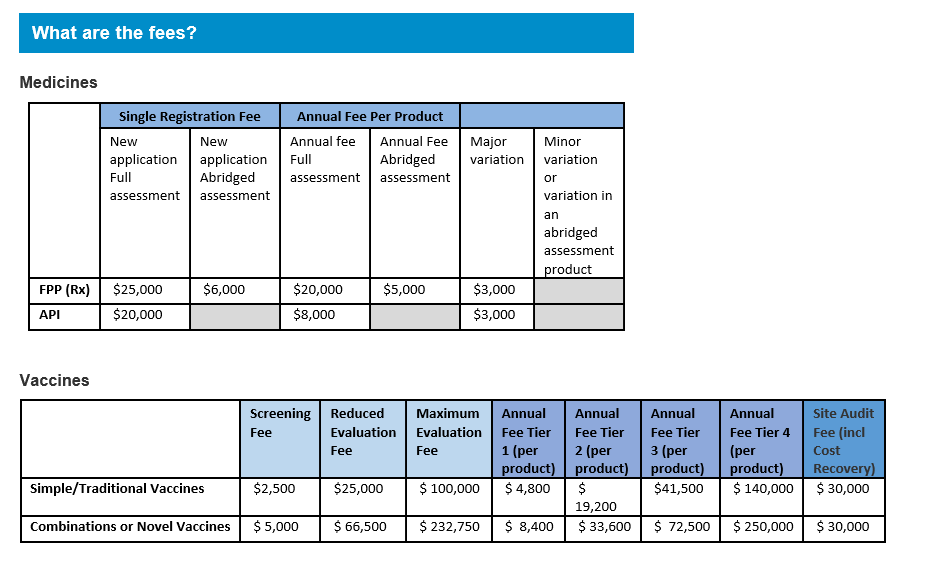 What are the fees?
Medicines
Single Registration Fee Annual Fee Per Product
New application Full assessment New application Abridged assessment Annual fee Full assessment Annual Fee Abridged assessment Major variation Minor variation or variation in an abridged assessment product
FPP (Rx) $25,000 $6,000 $20,000 $5,000 $3,000
API $20,000 $8,000 $3,000
Vaccines
Screening Fee Reduced Evaluation Fee Maximum Evaluation Fee Annual Fee Tier 1 (per product) Annual Fee Tier 2 (per product) Annual Fee Tier 3 (per product) Annual Fee Tier 4 (per product) Site Audit Fee (incl Cost Recovery)
Simple/Traditional Vaccines $2,500 $25,000 $ 100,000 $ 4,800 $ 19,200 $41,500 $ 140,000 $ 30,000
Combinations or Novel Vaccines $ 5,000 $ 66,500 $ 232,750 $ 8,400 $ 33,600 $ 72,500 $ 250,000 $ 30,000